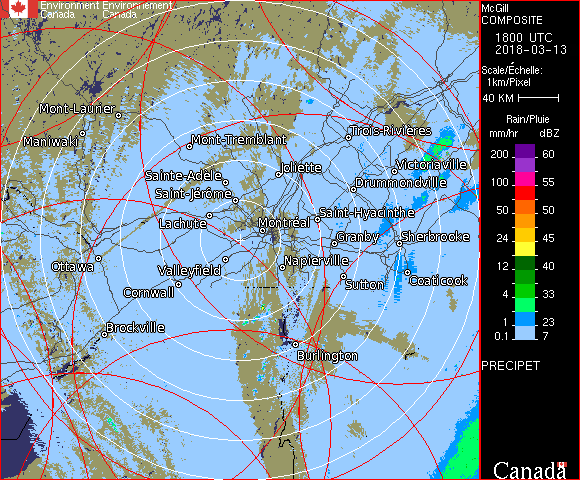 Environment Environnement
Canada Canada
McGill
COMPOSITE
1800 UTC
2018-03-13
Scale/Échelle:
1km/Pixel
40 KM
Rain/Pluie
mm/hr dBZ
200 60
100 55
50 50
24 45
12 40
4 33
1 23
0.1 7
PRECIPET
Mont-Laurier
Maniwaki
Mont-Tremblant
Trois-Rivières
Joliette
Victoriaville
Sainte-Adèle
Drummondville
Saint-Jérôme
Lachute
Montréal
Saint-Hyacinthe
Granby
Sherbrooke
Ottawa
Valleyfield
Napierville
Cornwall
Sutton
Coaticook
Brockville
Burlington
Canada